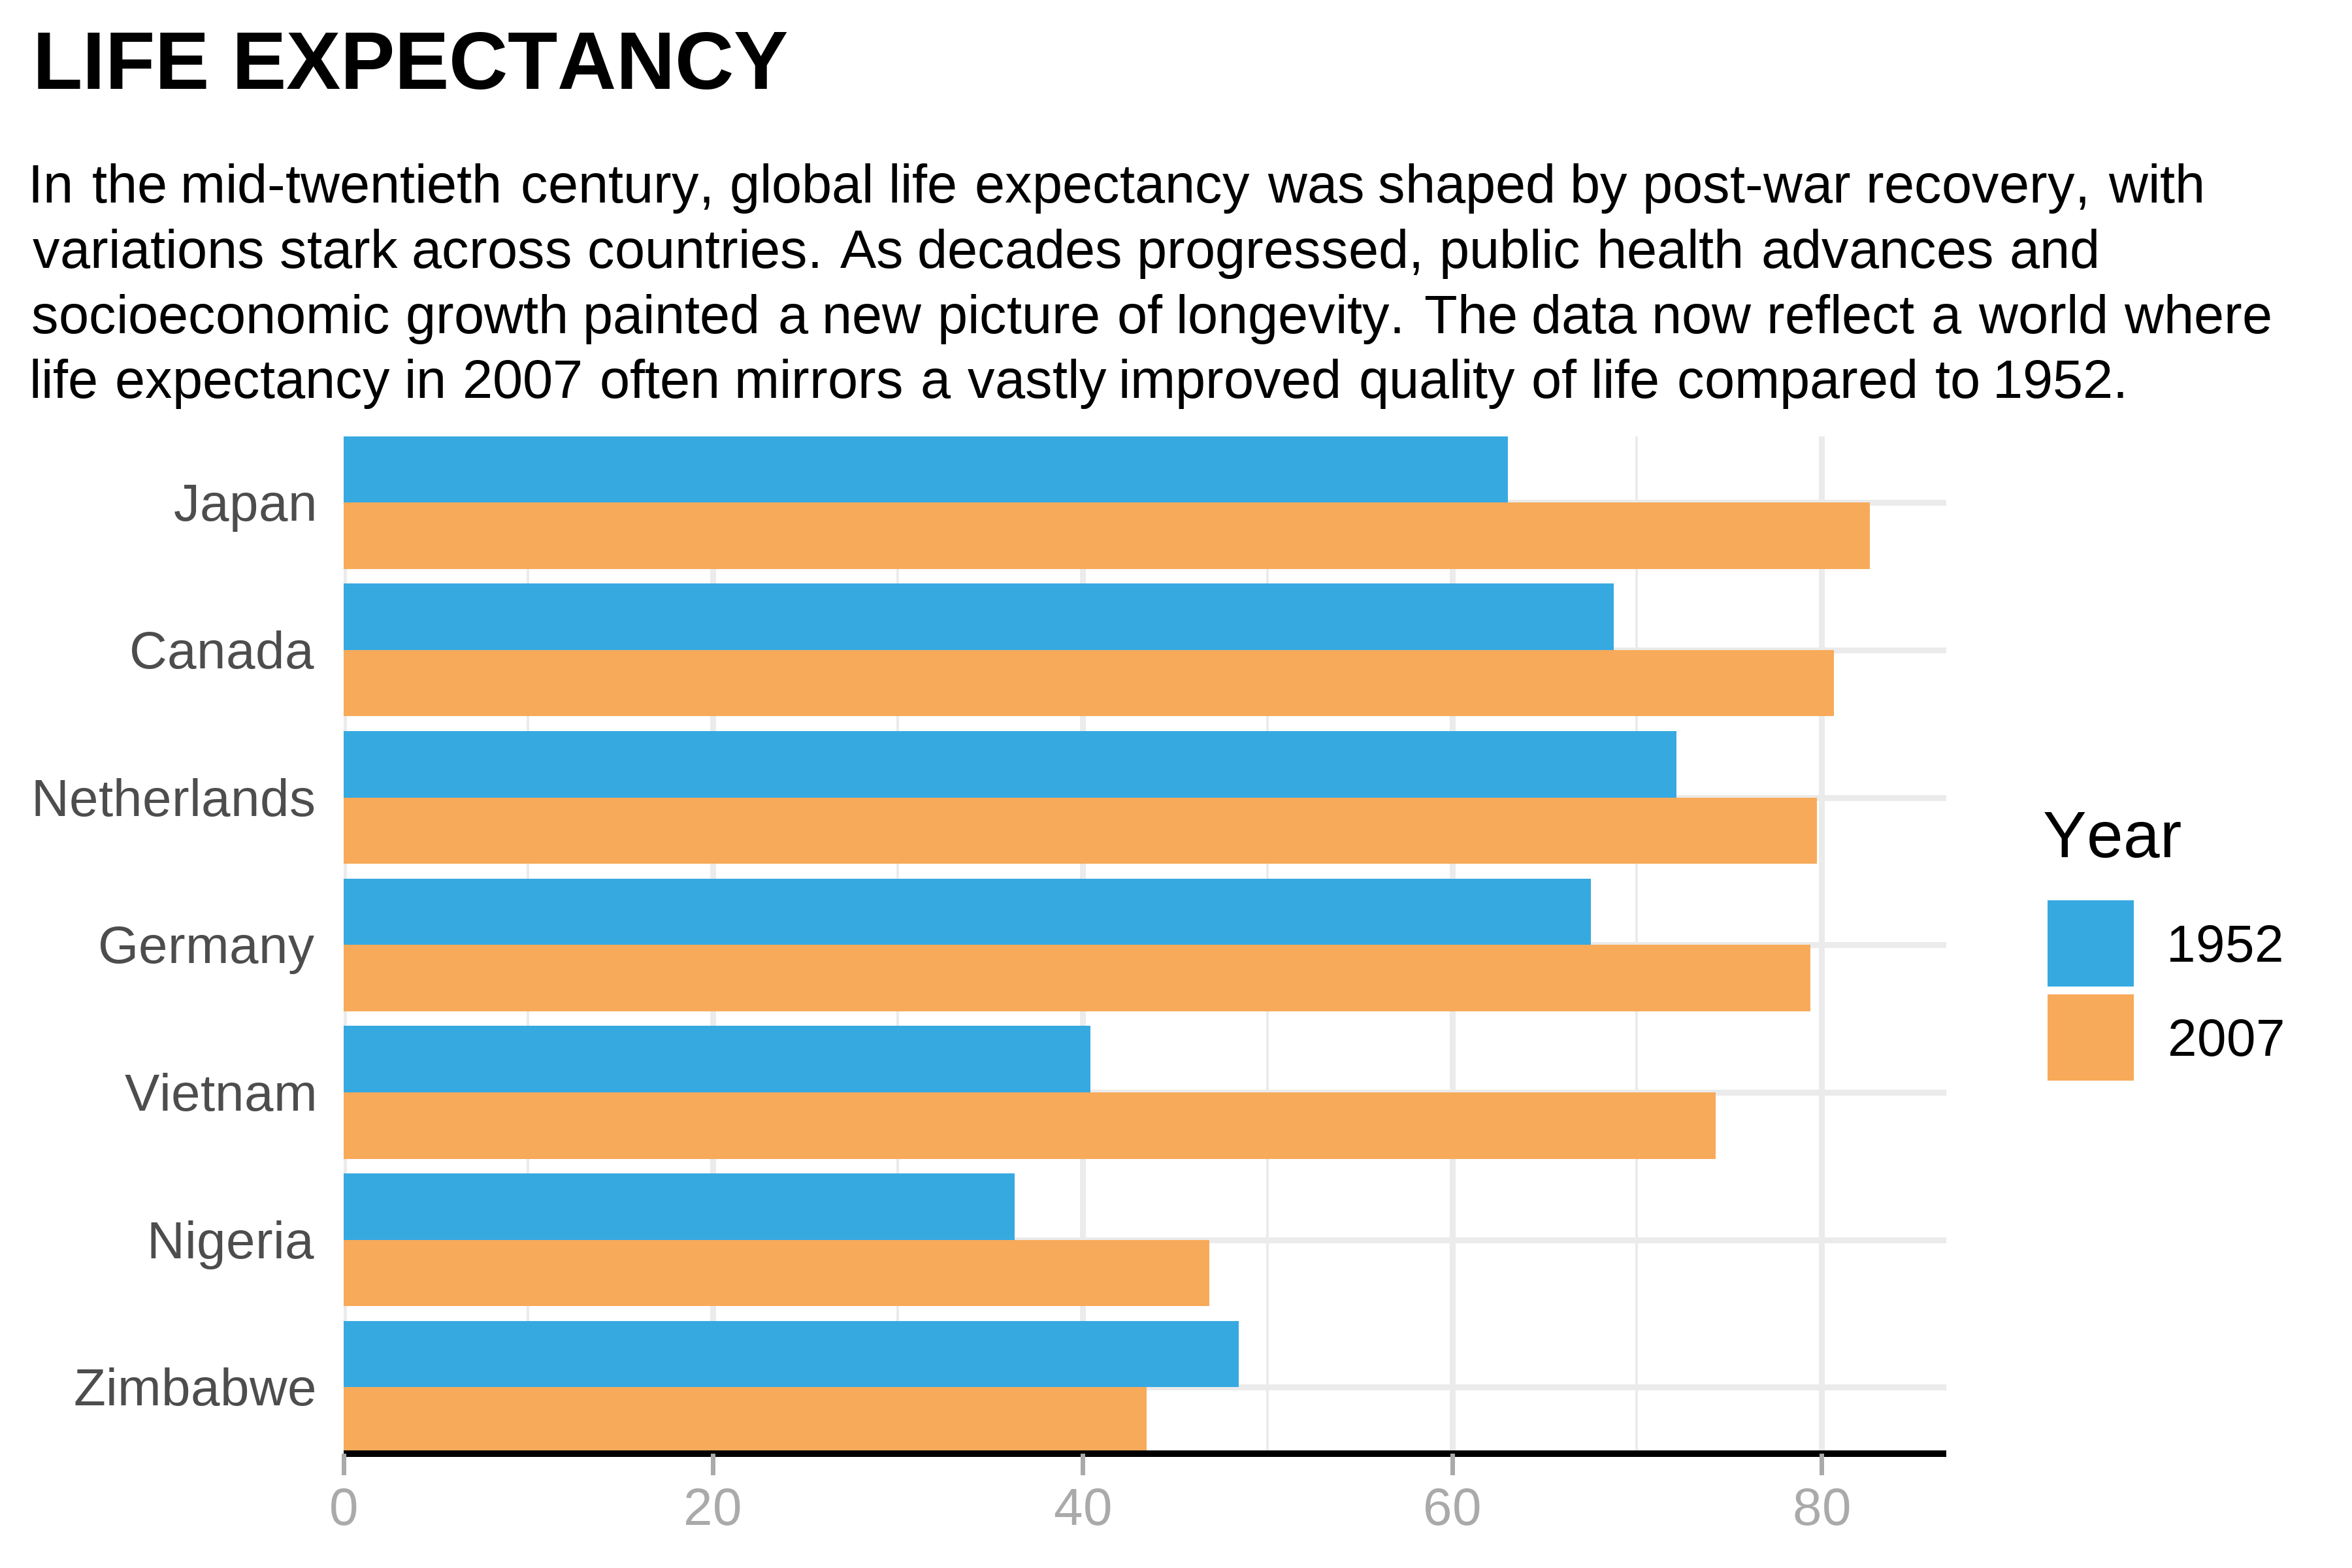 LIFE EXPECTANCY
In the mid-twentieth century, global life expectancy was shaped by post-war recovery, with
variations stark across countries. As decades progressed, public health advances and
socioeconomic growth painted a new picture of longevity. The data now reflect a world where
life expectancy in 2007 often mirrors a vastly improved quality of life compared to 1952.
Japan
Canada
Netherlands
Germany
Vietnam
Nigeria
Zimbabwe
0 20 40 60 80
Year
1952
2007